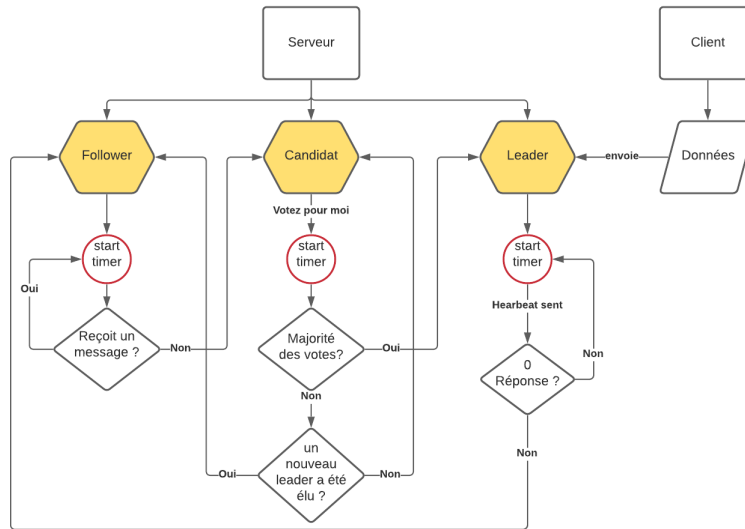 Serveur
Client
Follower
Candidat
Leader
envoie
Données
Votez pour moi
start
timer
start
timer
start
timer
Oui
Hearbeat sent
Reçoit un
message ?
Non
Majorité
des votes?
Oui
Non
0
Réponse ?
Non
un
nouveau
leader a été
élu ?
Oui
Non
Non